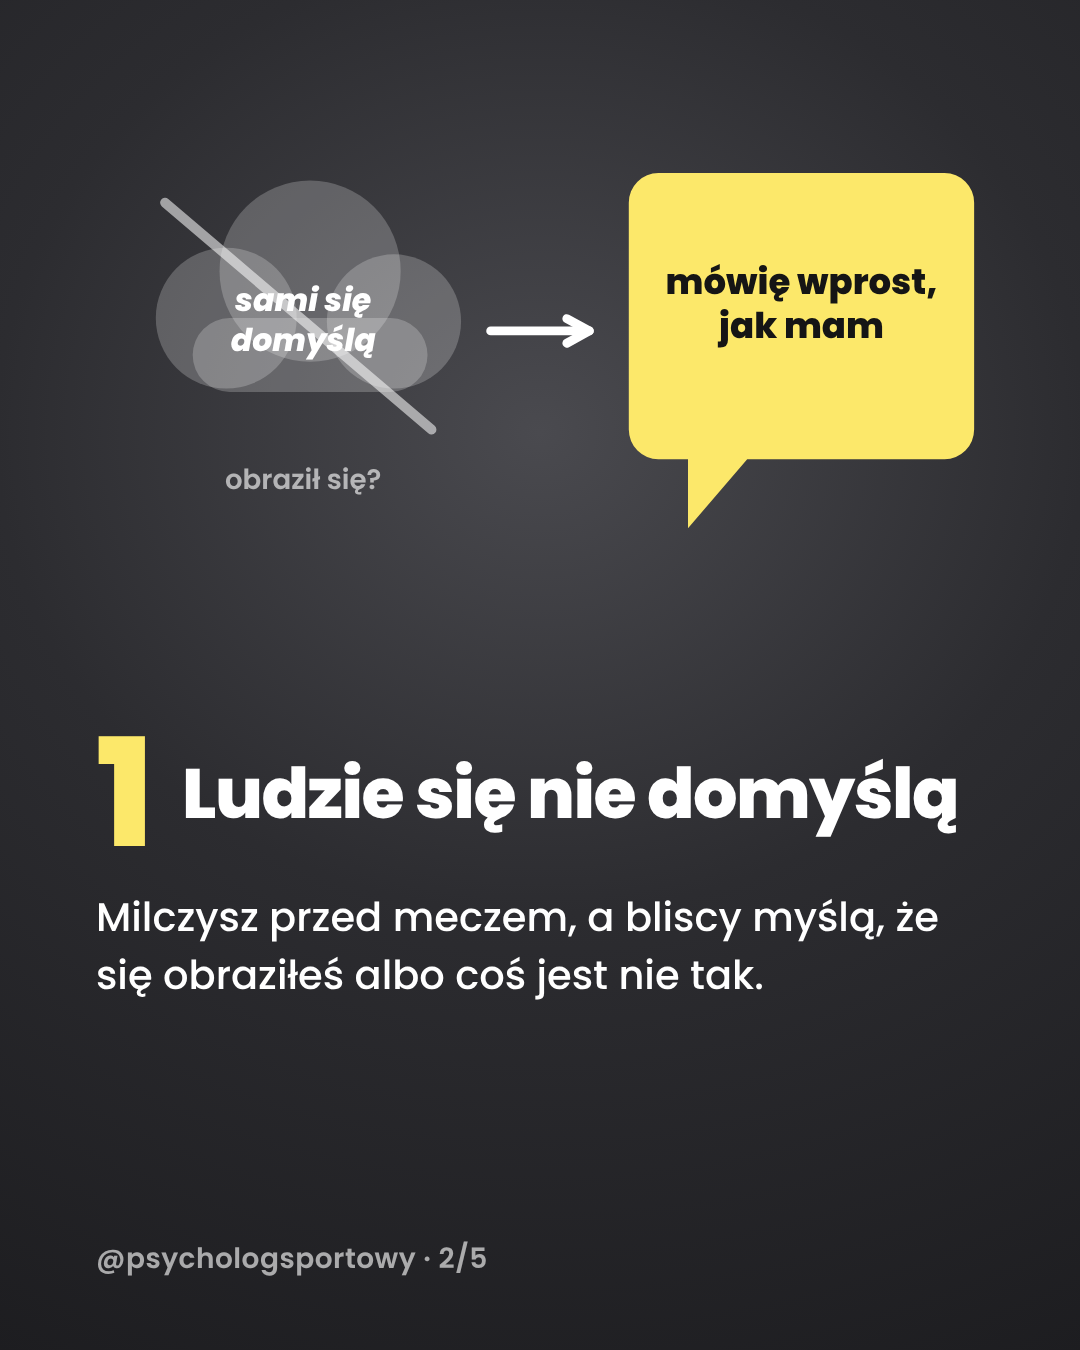 sami się
domyślą
obraził się?
mówię wprost,
jak mam
1 Ludzie się nie domyślą
Milczysz przed meczem, a bliscy myślą, że
się obraziłeś albo coś jest nie tak.
@psychologsportowy · 2/5